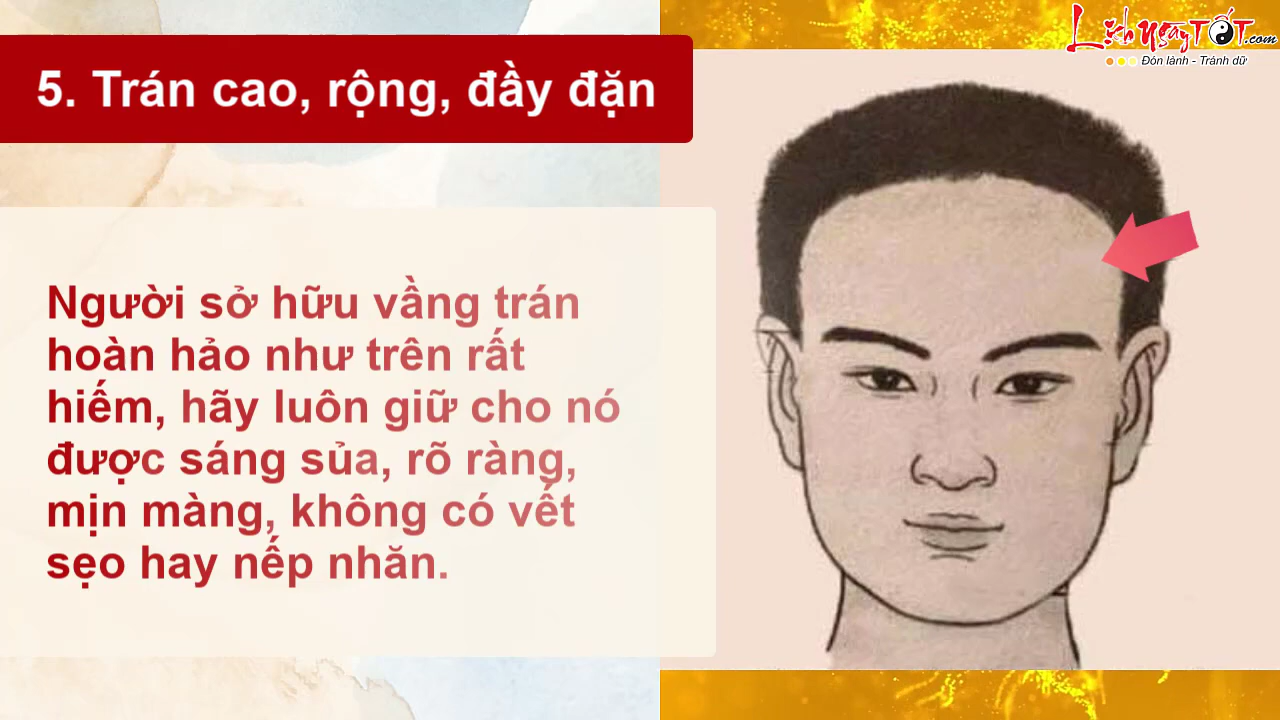 LịchNgàyTỐT.com
Đón lành - Tránh dữ
5. Trán cao, rộng, đầy đặn
Người sở hữu vầng trán
hoàn hảo như trên rất
hiếm, hãy luôn giữ cho nó
được sáng sủa, rõ ràng,
mịn màng, không có vết
sẹo hay nếp nhăn.